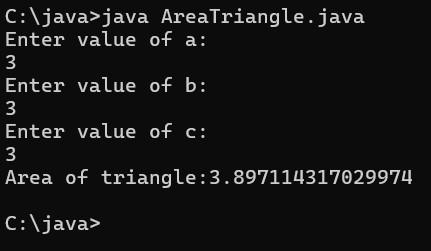 C:\java>java AreaTriangle.java
Enter value of a:
3
Enter value of b:
3
Enter value of c:
3
Area of triangle:3.897114317029974
C:\java>